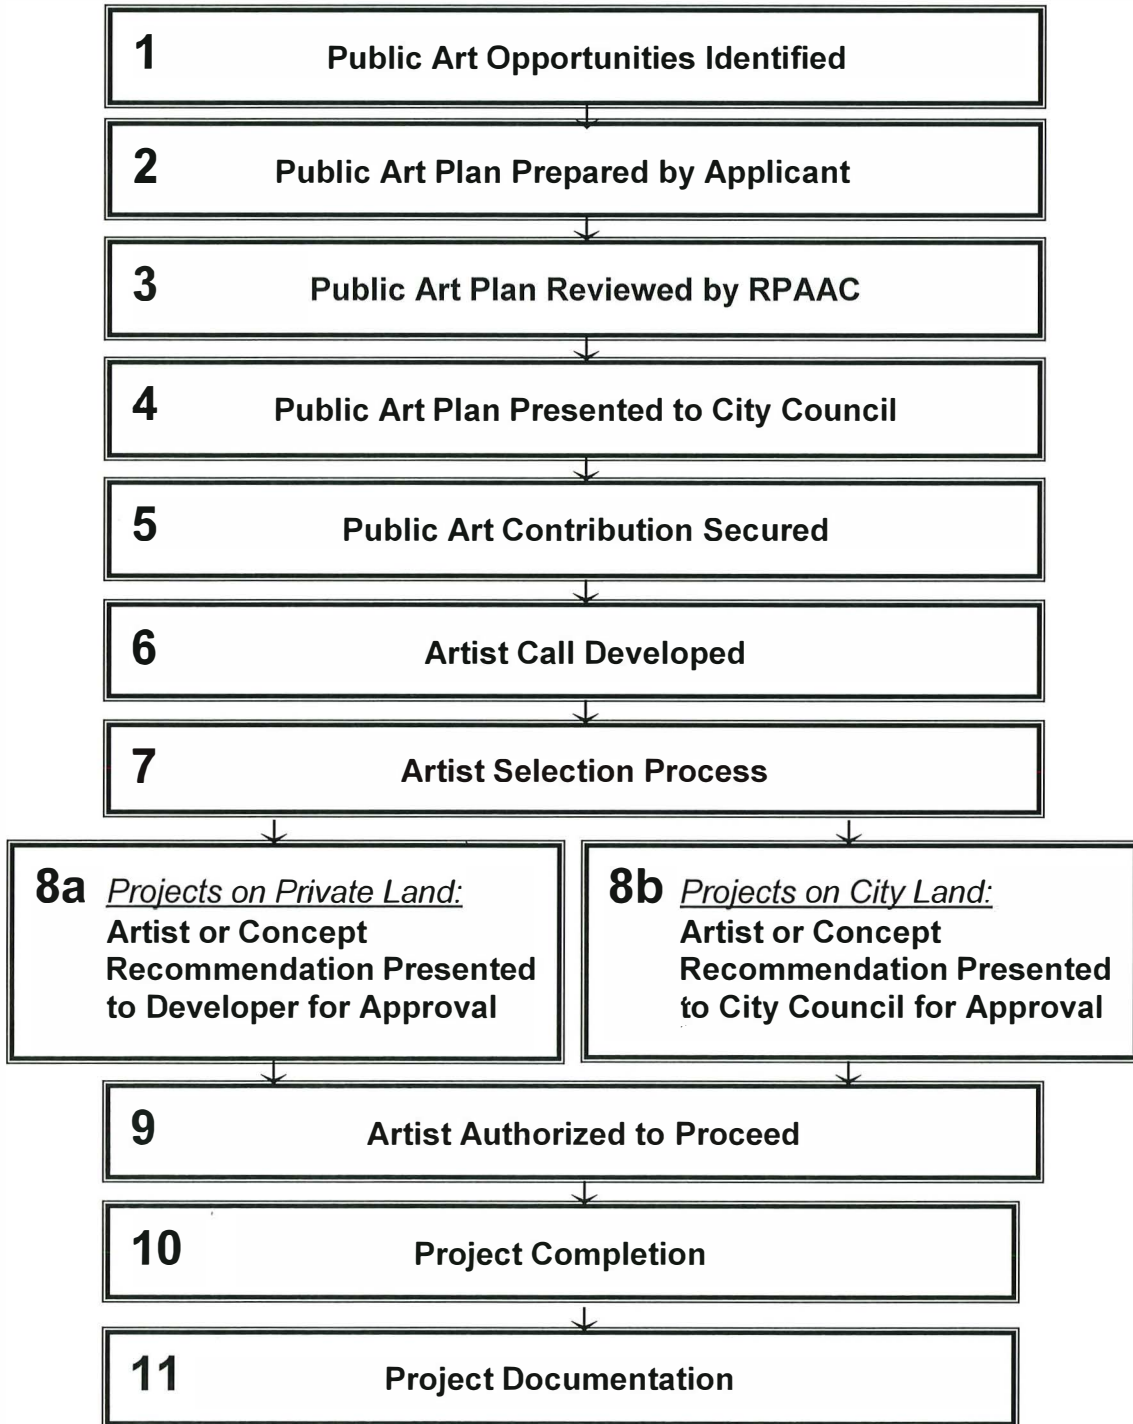 1 Public Art Opportunities Identified
2 Public Art Plan Prepared by Applicant
3 Public Art Plan Reviewed by RPAAC
4 Public Art Plan Presented to City Council
5 Public Art Contribution Secured
6 Artist Call Developed
7 Artist Selection Process
8a Projects on Private Land:
Artist or Concept
Recommendation Presented
to Developer for Approval
8b Projects on City Land:
Artist or Concept
Recommendation Presented
to City Council for Approval
9 Artist Authorized to Proceed
10 Project Completion
11 Project Documentation